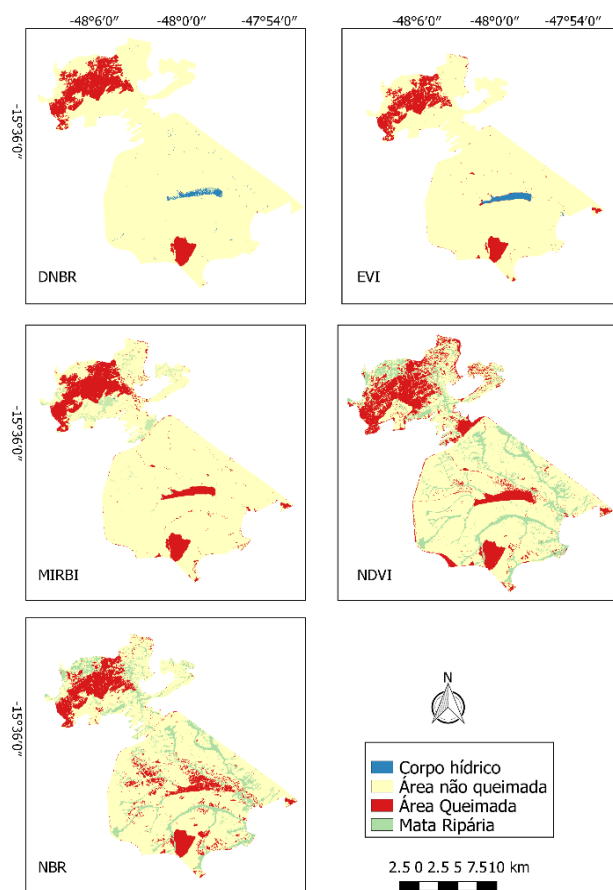 -48°6′0″ -48°0′0″ -47°54′0″ -48°6′0″ -48°0′0″ -47°54′0″
-15°36′0″
DNBR
EVI
-15°36′0″
MIRBI
NDVI
-15°36′0″
NBR
N
Corpo hídrico
Área não queimada
Área Queimada
Mata Ripária
2.5 0 2.5 5 7.510 km